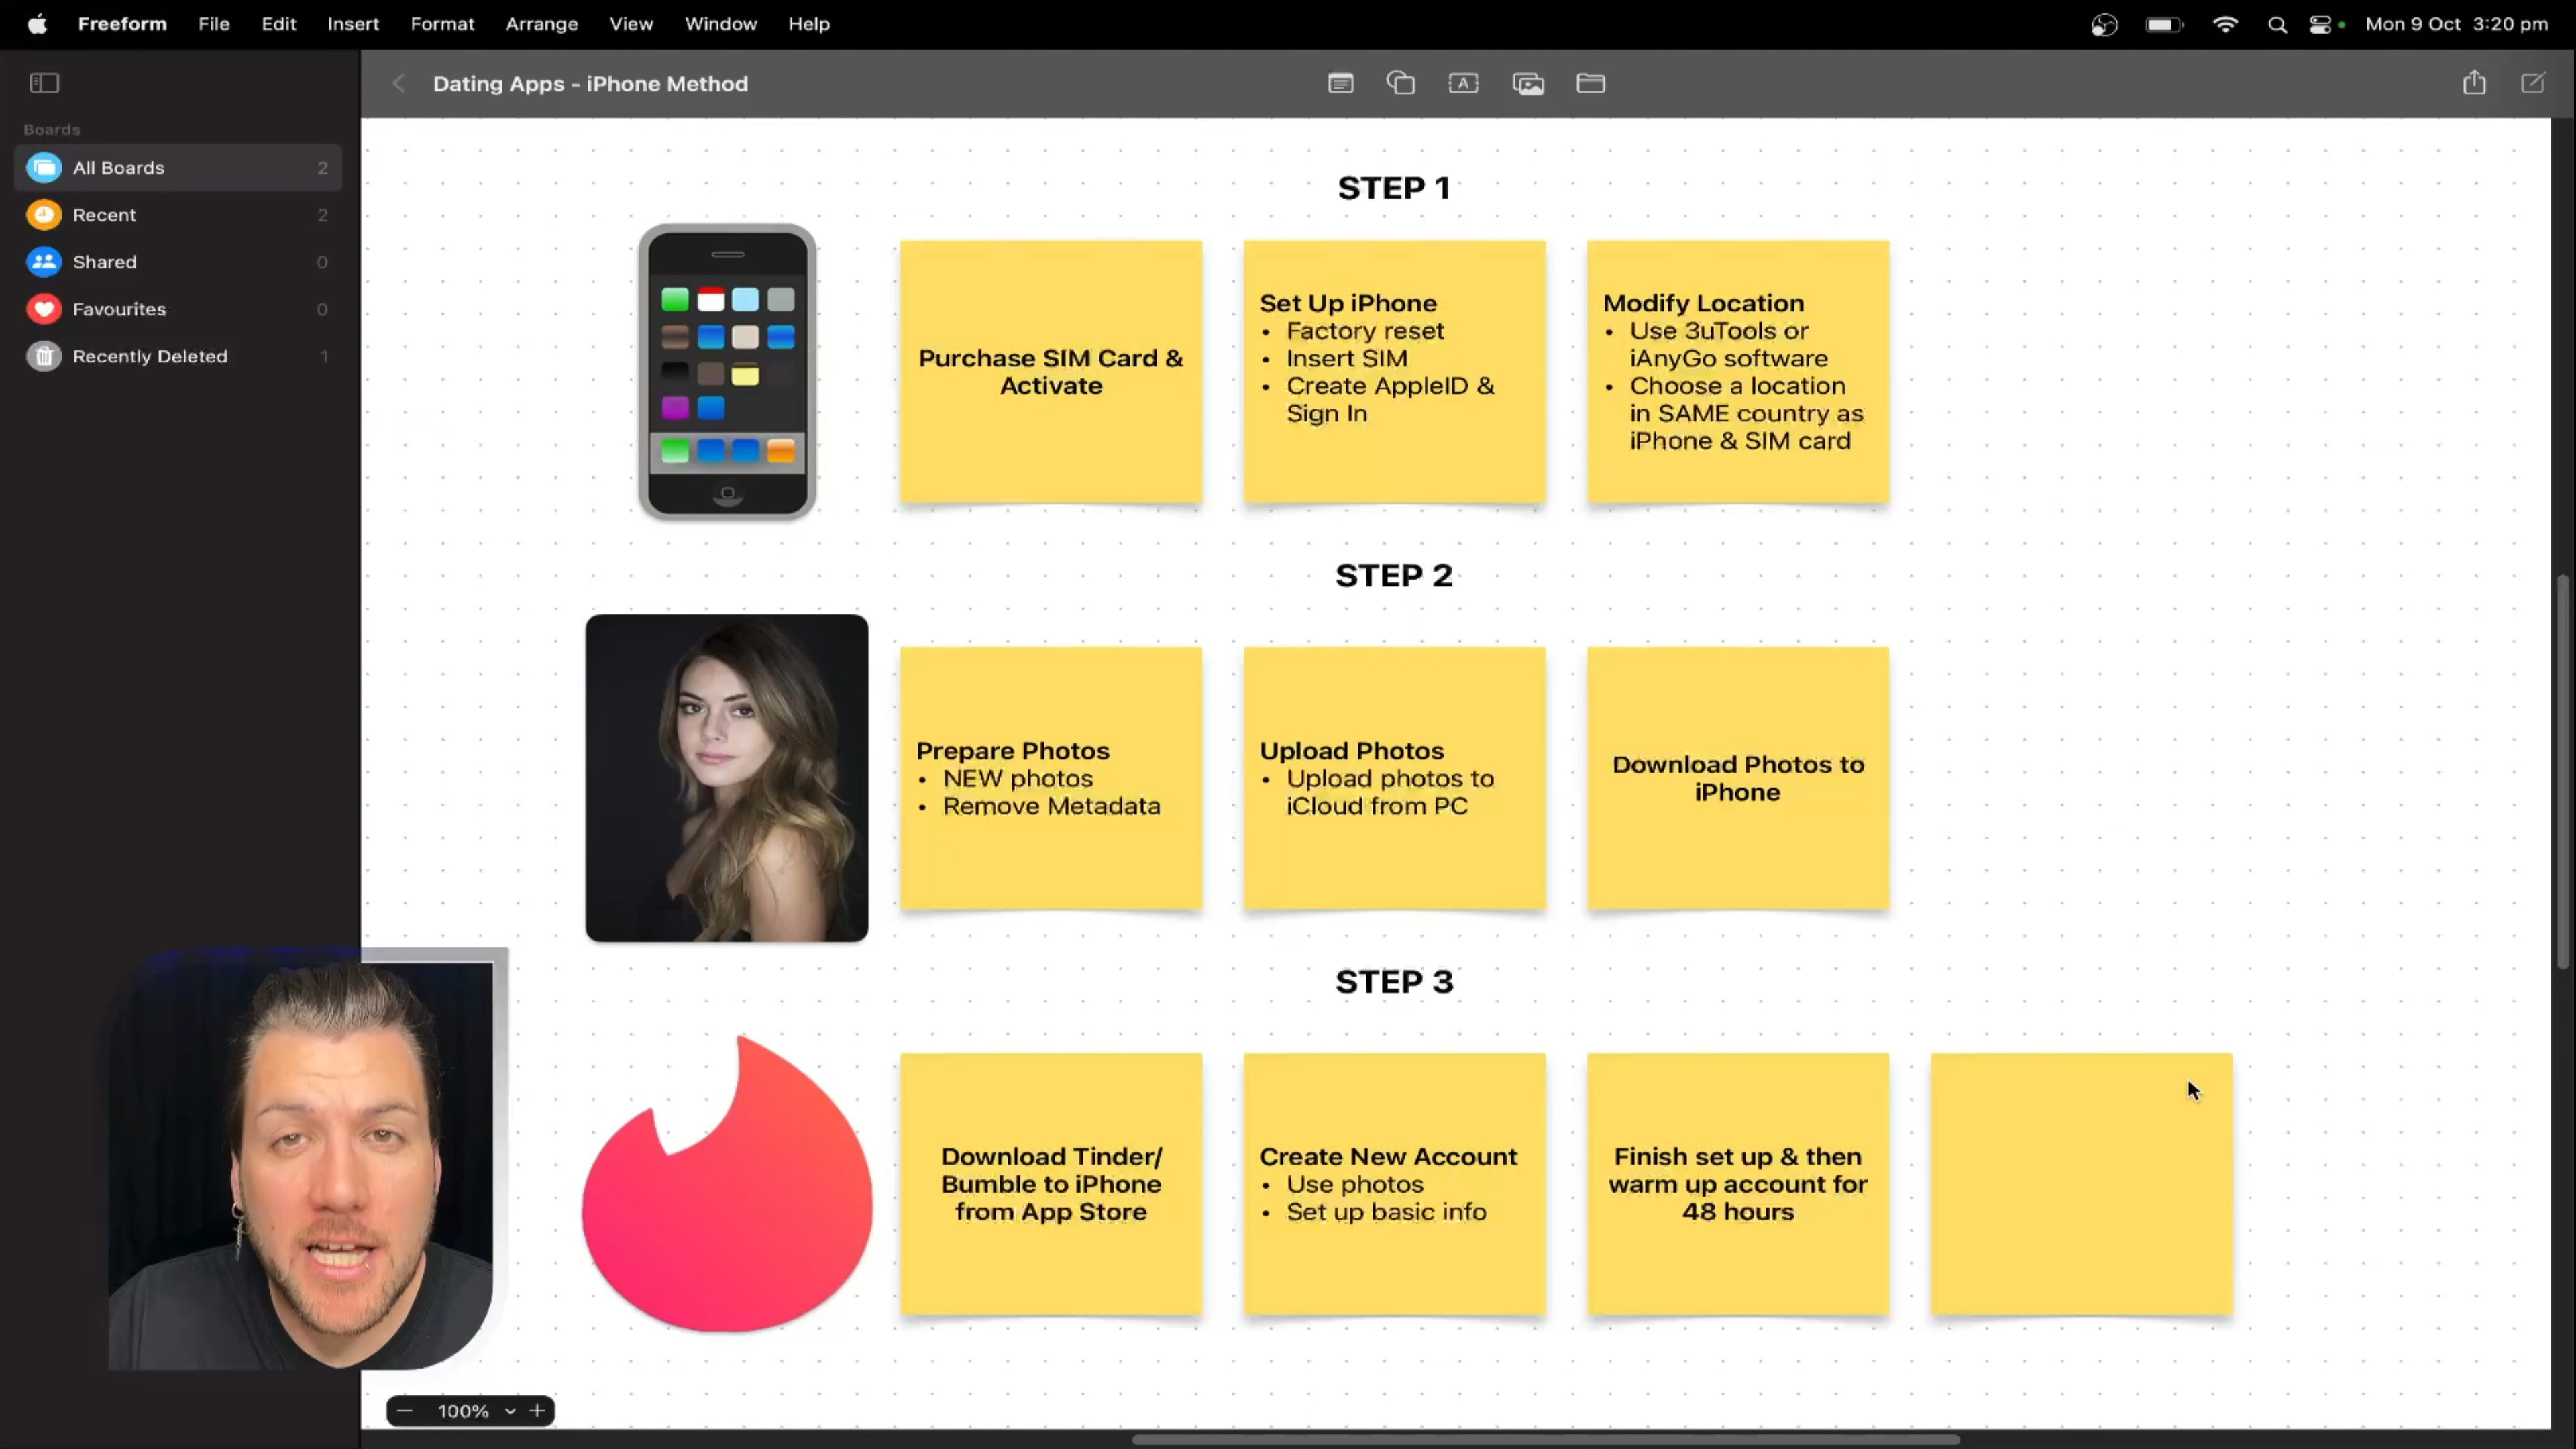 Freeform File Edit Insert Format Arrange View Window Help
Mon 9 Oct 3:20 pm
Dating Apps - iPhone Method
Boards
All Boards 2
Recent 2
Shared 0
Favourites 0
Recently Deleted 1
STEP 1
Purchase SIM Card &
Activate
Set Up iPhone
• Factory reset
• Insert SIM
• Create AppleID &
Sign In
Modify Location
• Use 3uTools or
iAnyGo software
• Choose a location
in SAME country as
iPhone & SIM card
STEP 2
Prepare Photos
• NEW photos
• Remove Metadata
Upload Photos
• Upload photos to
iCloud from PC
Download Photos to
iPhone
STEP 3
Download Tinder/
Bumble to iPhone
from App Store
Create New Account
• Use photos
• Set up basic info
Finish set up & then
warm up account for
48 hours
100%